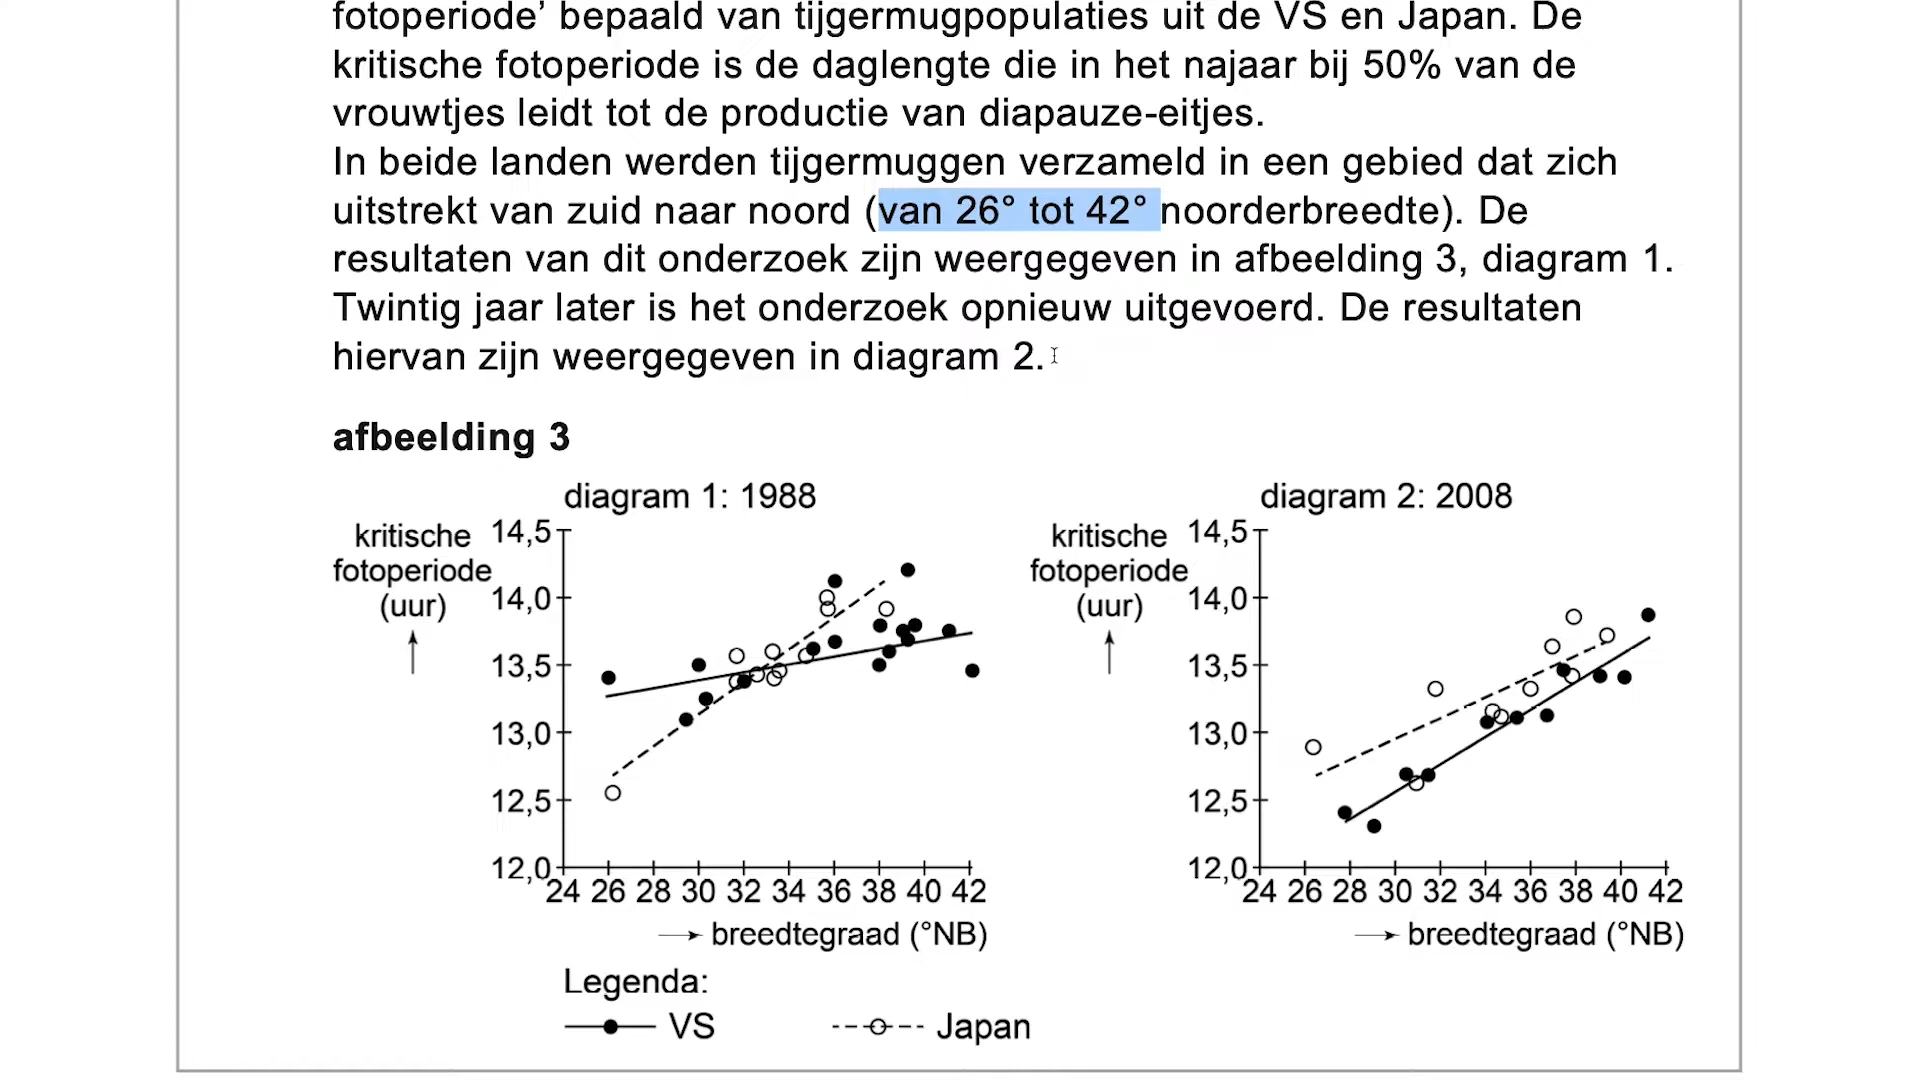 fotoperiode’ bepaald van tijgermugpopulaties uit de VS en Japan. De
kritische fotoperiode is de daglengte die in het najaar bij 50% van de
vrouwtjes leidt tot de productie van diapauze-eitjes.
In beide landen werden tijgermuggen verzameld in een gebied dat zich
uitstrekt van zuid naar noord (van 26° tot 42° noorderbreedte). De
resultaten van dit onderzoek zijn weergegeven in afbeelding 3, diagram 1.
Twintig jaar later is het onderzoek opnieuw uitgevoerd. De resultaten
hiervan zijn weergegeven in diagram 2.
afbeelding 3
diagram 1: 1988
kritische
fotoperiode
(uur)
14,5
14,0
13,5
13,0
12,5
12,0
24 26 28 30 32 34 36 38 40 42
breedtegraad (°NB)
diagram 2: 2008
kritische
fotoperiode
(uur)
14,5
14,0
13,5
13,0
12,5
12,0
24 26 28 30 32 34 36 38 40 42
breedtegraad (°NB)
Legenda:
VS
Japan